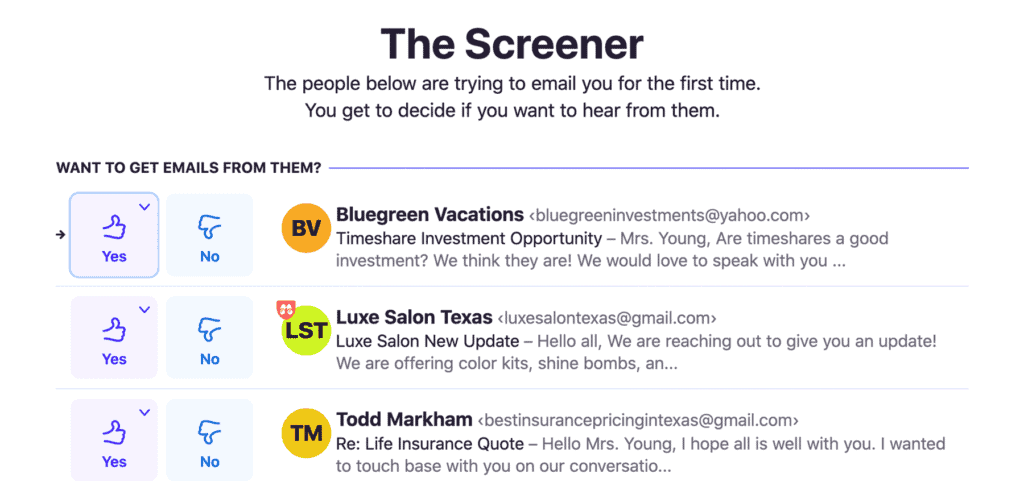 The Screener
The people below are trying to email you for the first time.
You get to decide if you want to hear from them.
WANT TO GET EMAILS FROM THEM?
Yes
No
BV
Bluegreen Vacations <bluegreeninvestments@yahoo.com>
Timeshare Investment Opportunity – Mrs. Young, Are timeshares a good
investment? We think they are! We would love to speak with you ...
Yes
No
LST
Luxe Salon Texas <luxesalontexas@gmail.com>
Luxe Salon New Update – Hello all, We are reaching out to give you an update!
We are offering color kits, shine bombs, an...
Yes
No
TM
Todd Markham <bestinsurancepricingintexas@gmail.com>
Re: Life Insurance Quote – Hello Mrs. Young, I hope all is well with you. I wanted
to touch base with you on our conversatio...